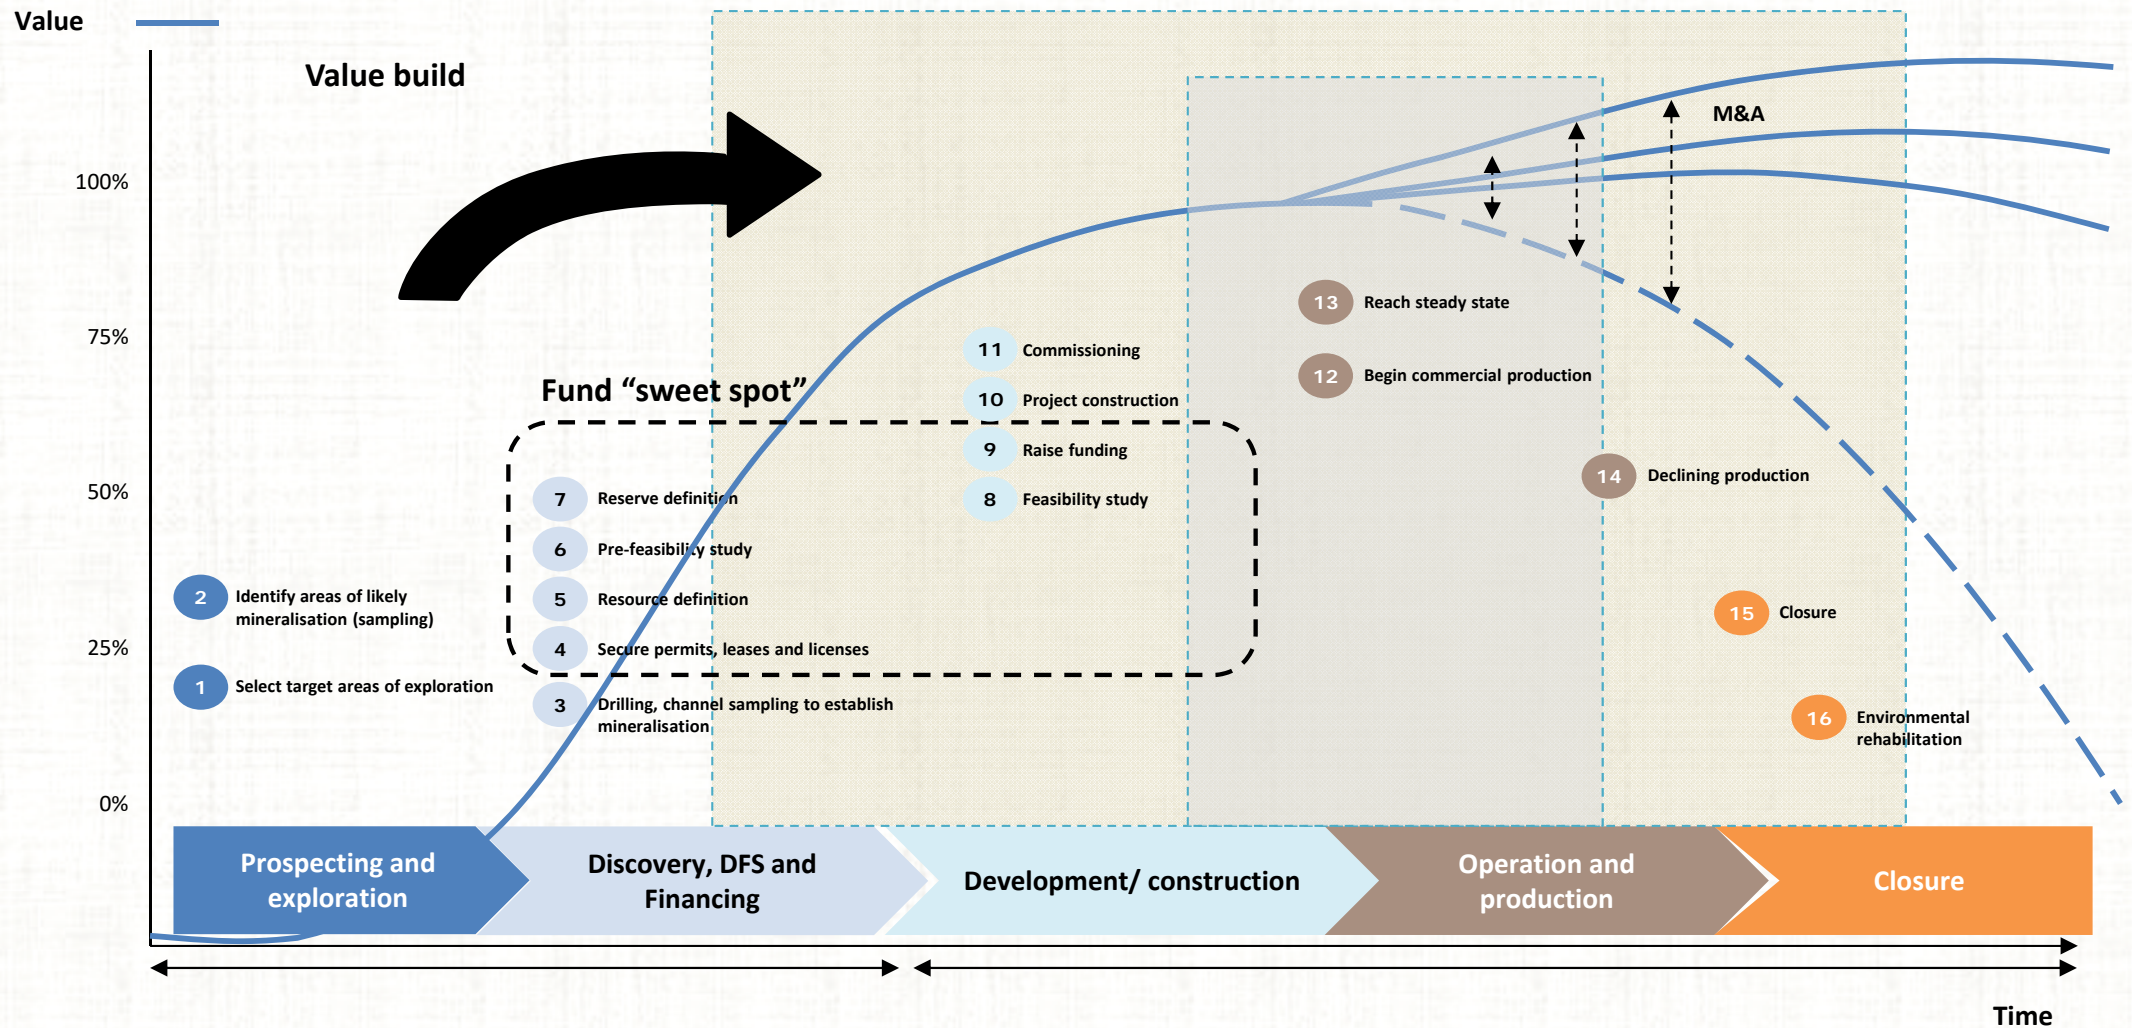 Value
Value build
M&A
100%
75%
50%
25%
0%
Fund “sweet spot”
13 Reach steady state
12 Begin commercial production
11 Commissioning
10 Project construction
9 Raise funding
8 Feasibility study
14 Declining production
7 Reserve definition
6 Pre-feasibility study
5 Resource definition
4 Secure permits, leases and licenses
3 Drilling, channel sampling to establish
mineralisation
2 Identify areas of likely
mineralisation (sampling)
1 Select target areas of exploration
15 Closure
16 Environmental
rehabilitation
Prospecting and
exploration
Discovery, DFS and
Financing
Development/ construction
Operation and
production
Closure
Time